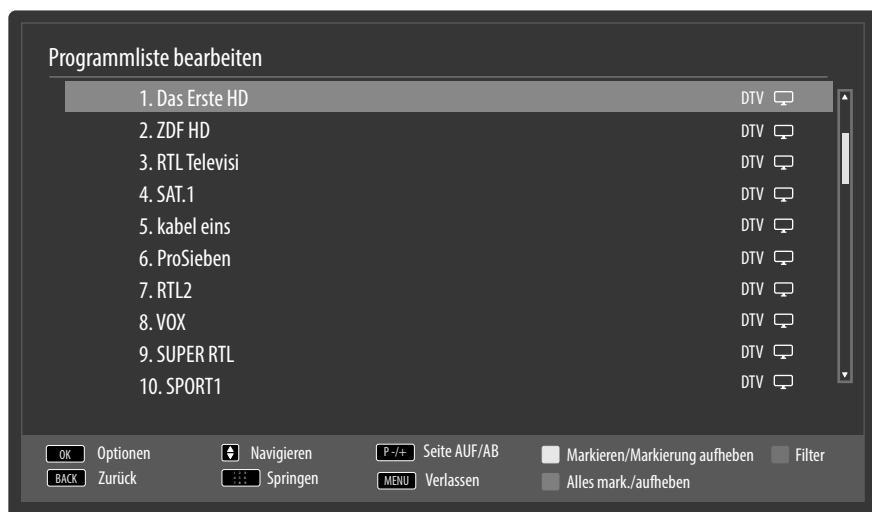 Programmliste bearbeiten
1. Das Erste HD DTV
2. ZDF HD DTV
3. RTL Televisi DTV
4. SAT.1 DTV
5. kabel eins DTV
6. ProSieben DTV
7. RTL2 DTV
8. VOX DTV
9. SUPER RTL DTV
10. SPORT1 DTV
OK Optionen Navigieren P -/+ Seite AUF/AB Markieren/Markierung aufheben Filter
BACK Zurück Springen MENU Verlassen Alles mark./aufheben